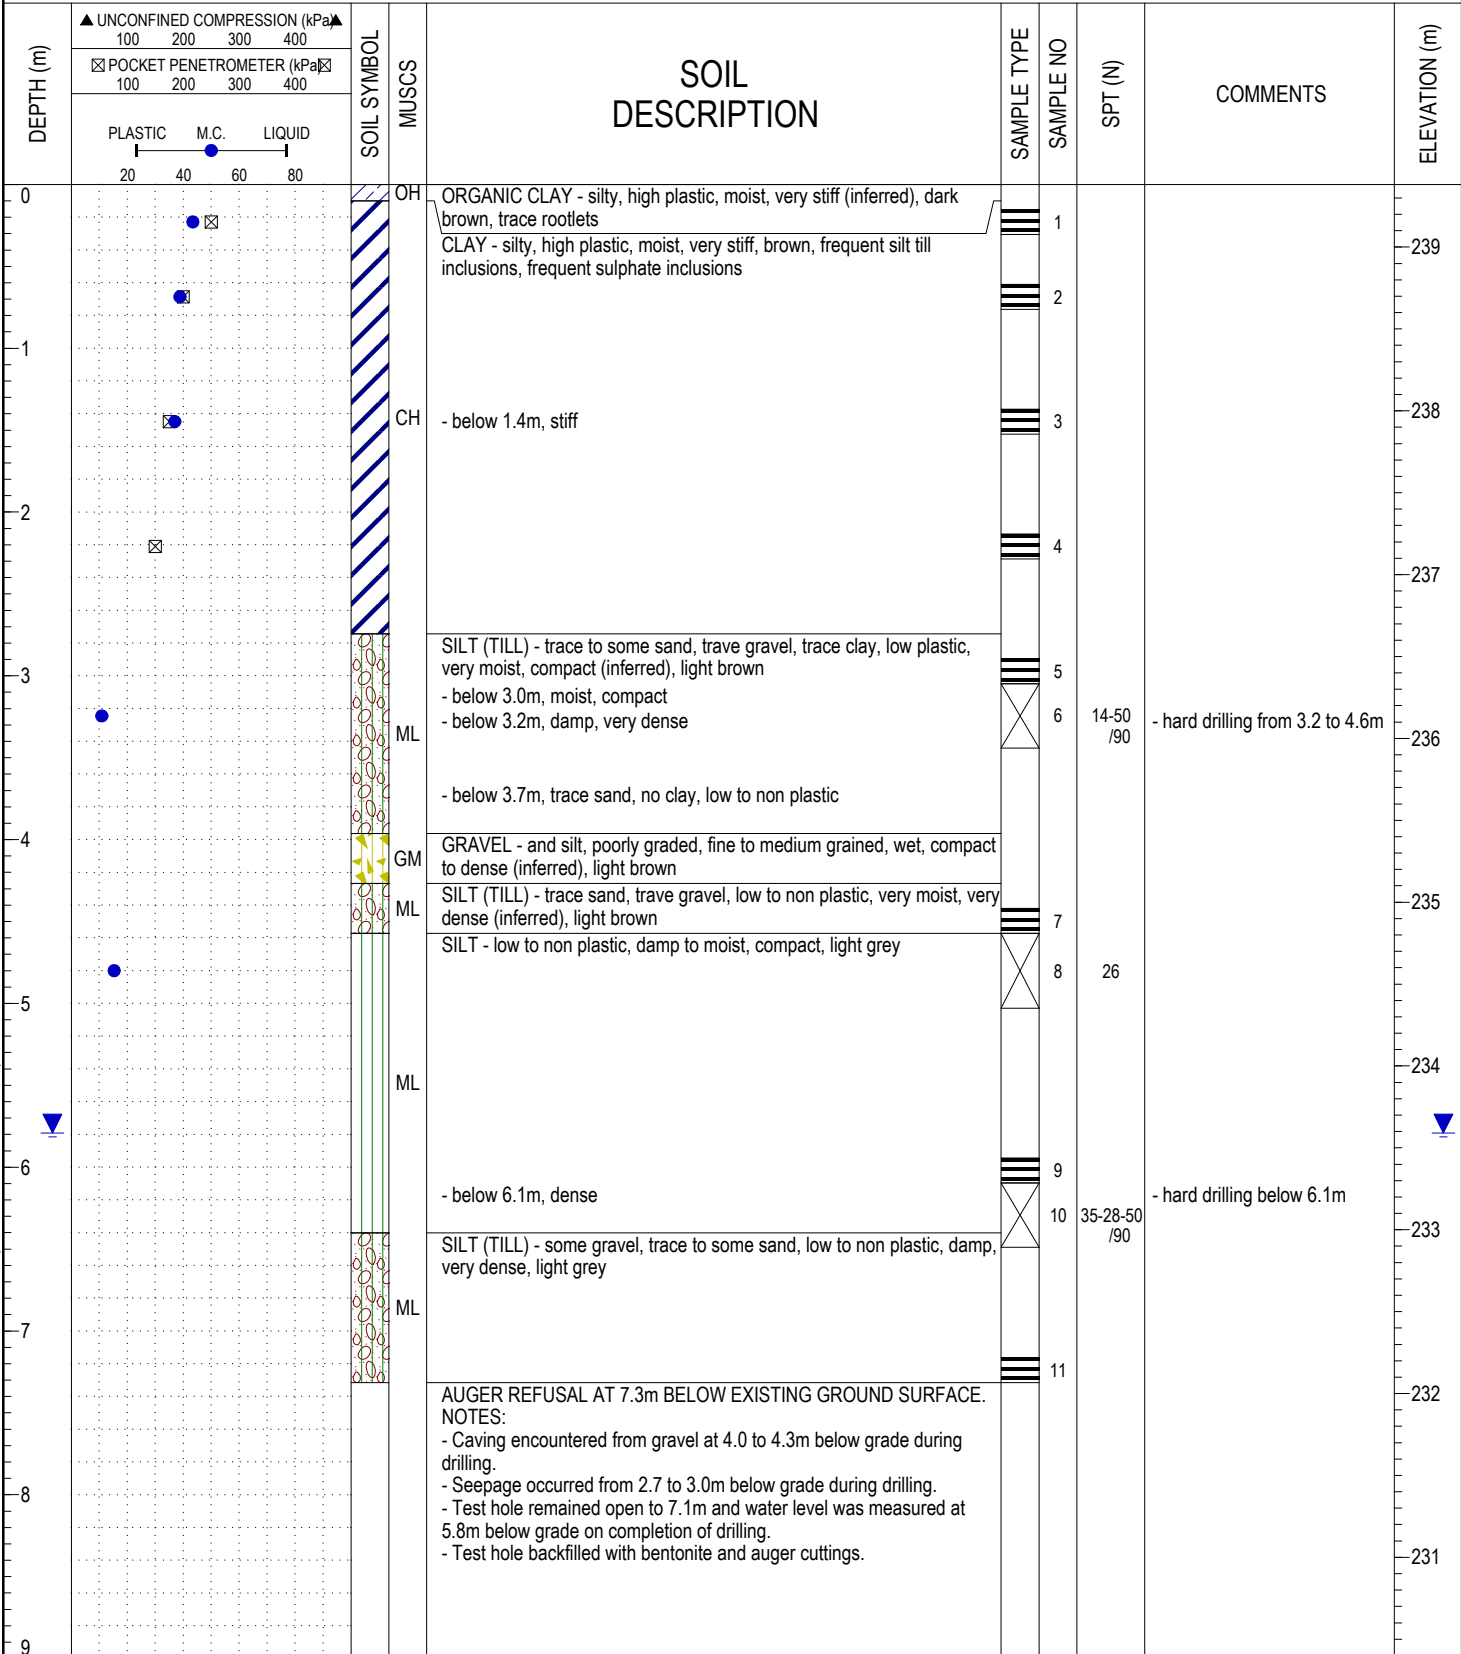 DEPTH (m)
▲ UNCONFINED COMPRESSION (kPa)▲
100 200 300 400
☒ POCKET PENETROMETER (kPa)☒
100 200 300 400
PLASTIC M.C. LIQUID
20 40 60 80
SOIL SYMBOL
MUSCS
SOIL
DESCRIPTION
SAMPLE TYPE
SAMPLE NO
SPT (N)
COMMENTS
ELEVATION (m)
0
OH
ORGANIC CLAY - silty, high plastic, moist, very stiff (inferred), dark
brown, trace rootlets
1
CLAY - silty, high plastic, moist, very stiff, brown, frequent silt till
inclusions, frequent sulphate inclusions
239
2
1
CH
- below 1.4m, stiff
3
238
2
4
237
SILT (TILL) - trace to some sand, trave gravel, trace clay, low plastic,
very moist, compact (inferred), light brown
5
3
- below 3.0m, moist, compact
- below 3.2m, damp, very dense
6
14-50
/90
- hard drilling from 3.2 to 4.6m
ML
236
- below 3.7m, trace sand, no clay, low to non plastic
4
GM
GRAVEL - and silt, poorly graded, fine to medium grained, wet, compact
to dense (inferred), light brown
ML
SILT (TILL) - trace sand, trave gravel, low to non plastic, very moist, very
dense (inferred), light brown
7
235
SILT - low to non plastic, damp to moist, compact, light grey
8
26
5
ML
234
6
9
- below 6.1m, dense
- hard drilling below 6.1m
10
35-28-50
/90
233
SILT (TILL) - some gravel, trace to some sand, low to non plastic, damp,
very dense, light grey
ML
7
11
AUGER REFUSAL AT 7.3m BELOW EXISTING GROUND SURFACE.
232
NOTES:
- Caving encountered from gravel at 4.0 to 4.3m below grade during
drilling.
- Seepage occurred from 2.7 to 3.0m below grade during drilling.
8
- Test hole remained open to 7.1m and water level was measured at
5.8m below grade on completion of drilling.
- Test hole backfilled with bentonite and auger cuttings.
231
9